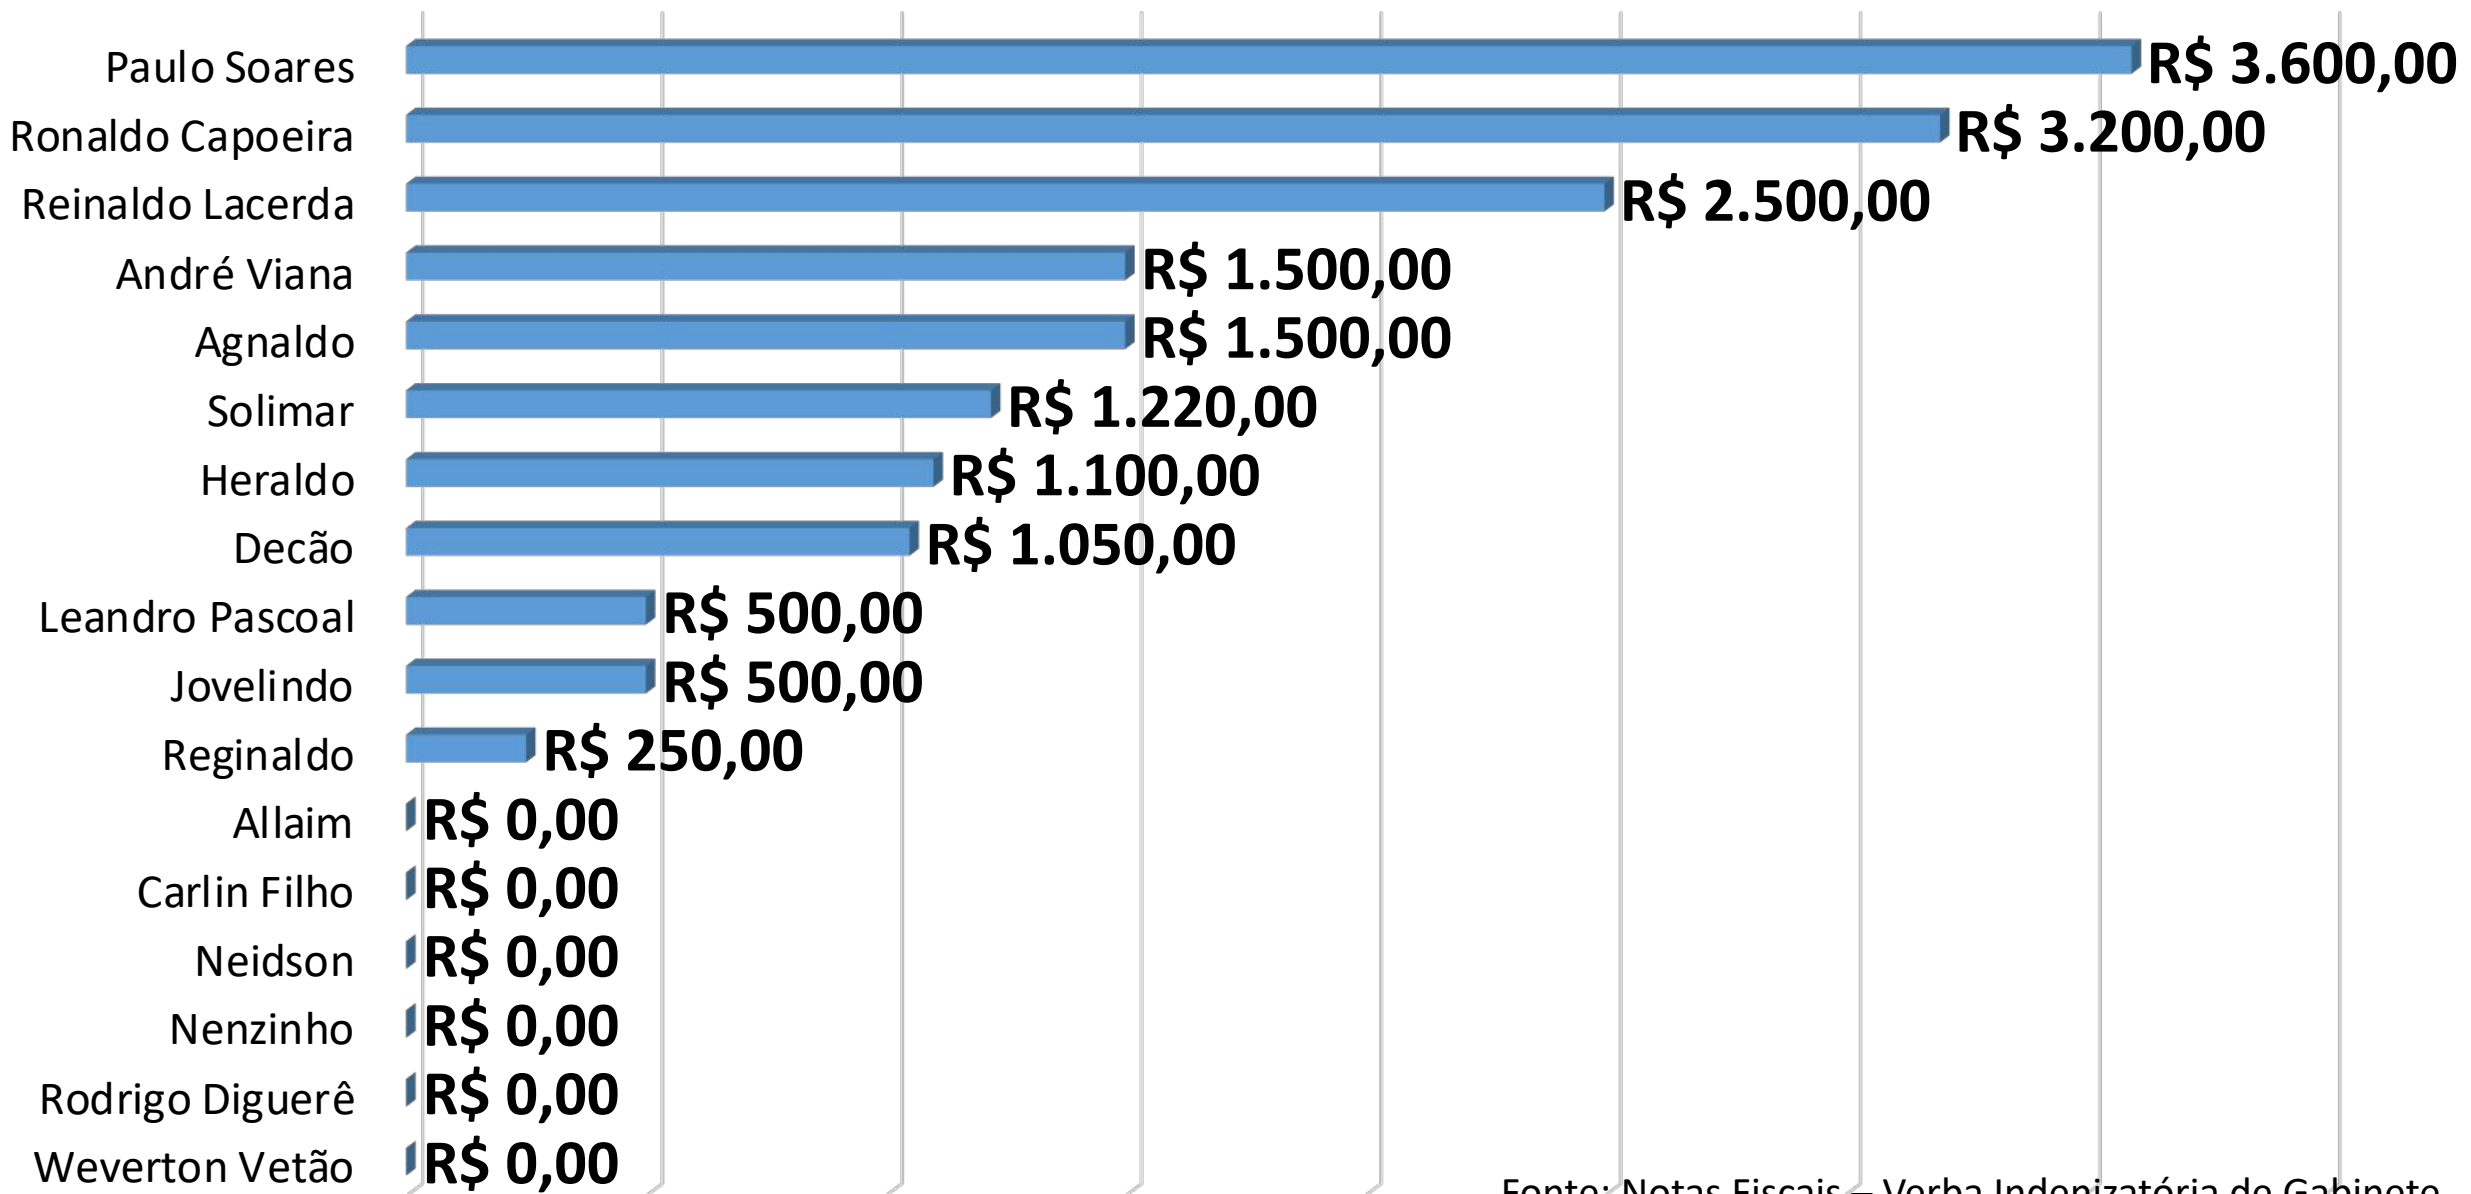 Paulo Soares R$ 3.600,00
Ronaldo Capoeira R$ 3.200,00
Reinaldo Lacerda R$ 2.500,00
André Viana R$ 1.500,00
Agnaldo R$ 1.500,00
Solimar R$ 1.220,00
Heraldo R$ 1.100,00
Decão R$ 1.050,00
Leandro Pascoal R$ 500,00
Jovelindo R$ 500,00
Reginaldo R$ 250,00
Allaim R$ 0,00
Carlin Filho R$ 0,00
Neidson R$ 0,00
Nenzinho R$ 0,00
Rodrigo Diguerê R$ 0,00
Weverton Vetão R$ 0,00
Fonte: Notas Fiscais – Verba Indenizatória de Gabinete